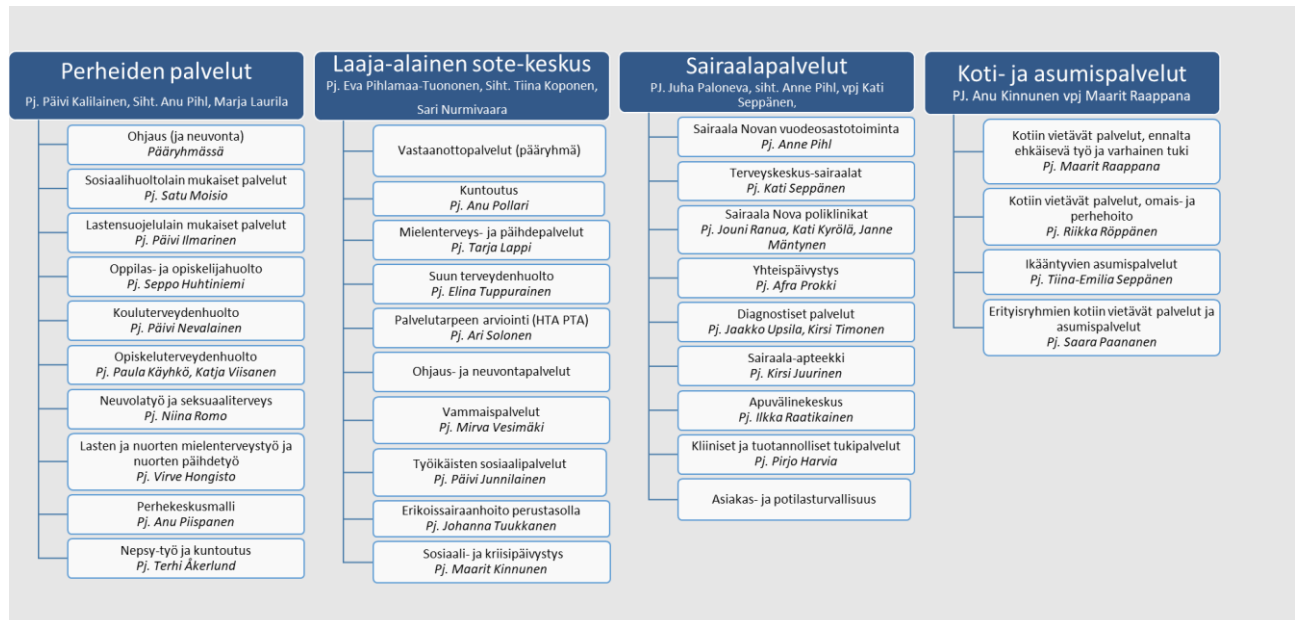 Perheiden palvelut
Pj. Päivi Kalilainen, Siht. Anu Pihl, Marja Laurila
Ohjaus (ja neuvonta)
Pääryhmässä
Sosiaalihuoltolain mukaiset palvelut
Pj. Satu Moisio
Lastensuojelulain mukaiset palvelut
Pj. Päivi Ilmarinen
Oppilas- ja opiskelijahuolto
Pj. Seppo Huhtiniemi
Kouluterveydenhuolto
Pj. Päivi Nevalainen
Opiskeluterveydenhuolto
Pj. Paula Käyhkö, Katja Viisanen
Neuvolatyö ja seksuaaliterveys
Pj. Niina Romo
Lasten ja nuorten mielenterveystyö ja
nuorten päihdetyö
Pj. Virve Hongisto
Perhekeskusmalli
Pj. Anu Piispanen
Nepsy-työ ja kuntoutus
Pj. Terhi Åkerlund
Laaja-alainen sote-keskus
Pj. Eva Pihlamaa-Tuononen, Siht. Tiina Koponen,
Sari Nurmivaara
Vastaanottopalvelut (pääryhmä)
Kuntoutus
Pj. Anu Pollari
Mielenterveys- ja päihdepalvelut
Pj. Tarja Lappi
Suun terveydenhuolto
Pj. Elina Tuppurainen
Palvelutarpeen arviointi (HTA PTA)
Pj. Ari Solonen
Ohjaus- ja neuvontapalvelut
Vammaispalvelut
Pj. Mirva Vesimäki
Työikäisten sosiaalipalvelut
Pj. Päivi Junnilainen
Erikoissairaanhoito perustasolla
Pj. Johanna Tuukkanen
Sosiaali- ja kriisipäivystys
Pj. Maarit Kinnunen
Sairaalapalvelut
PJ. Juha Paloneva, siht. Anne Pihl, vpj Kati
Seppänen,
Sairaala Novan vuodeosastotoiminta
Pj. Anne Pihl
Terveyskeskus-sairaalat
Pj. Kati Seppänen
Sairaala Nova poliklinikat
Pj. Jouni Ranua, Kati Kyrölä, Janne
Mäntynen
Yhteispäivystys
Pj. Afra Prokki
Diagnostiset palvelut
Pj. Jaakko Upsila, Kirsi Timonen
Sairaala-apteekki
Pj. Kirsi Juurinen
Apuvälinekeskus
Pj. Ilkka Raatikainen
Kliiniset ja tuotannolliset tukipalvelut
Pj. Pirjo Harvia
Asiakas- ja potilasturvallisuus
Koti- ja asumispalvelut
PJ. Anu Kinnunen vpj Maarit Raappana
Kotiin vietävät palvelut, ennalta
ehkäisevä työ ja varhainen tuki
Pj. Maarit Raappana
Kotiin vietävät palvelut, omais- ja
perhehoito
Pj. Riikka Röppänen
Ikääntyvien asumispalvelut
Pj. Tiina-Emilia Seppänen
Erityisryhmien kotiin vietävät palvelut ja
asumispalvelut
Pj. Saara Paananen